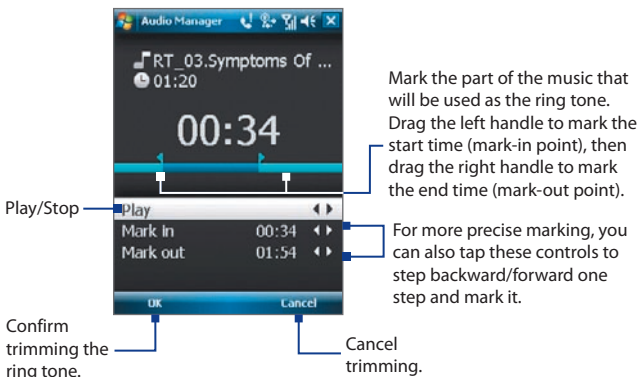 Audio Manager
RT_03.Symptoms Of ...
01:20
00:34
Mark the part of the music that
will be used as the ring tone.
Drag the left handle to mark the
start time (mark-in point), then
drag the right handle to mark
the end time (mark-out point).
Play/Stop
Play
Mark in 00:34
Mark out 01:54
For more precise marking, you
can also tap these controls to
step backward/forward one
step and mark it.
OK Cancel
Confirm
trimming the
ring tone.
Cancel
trimming.